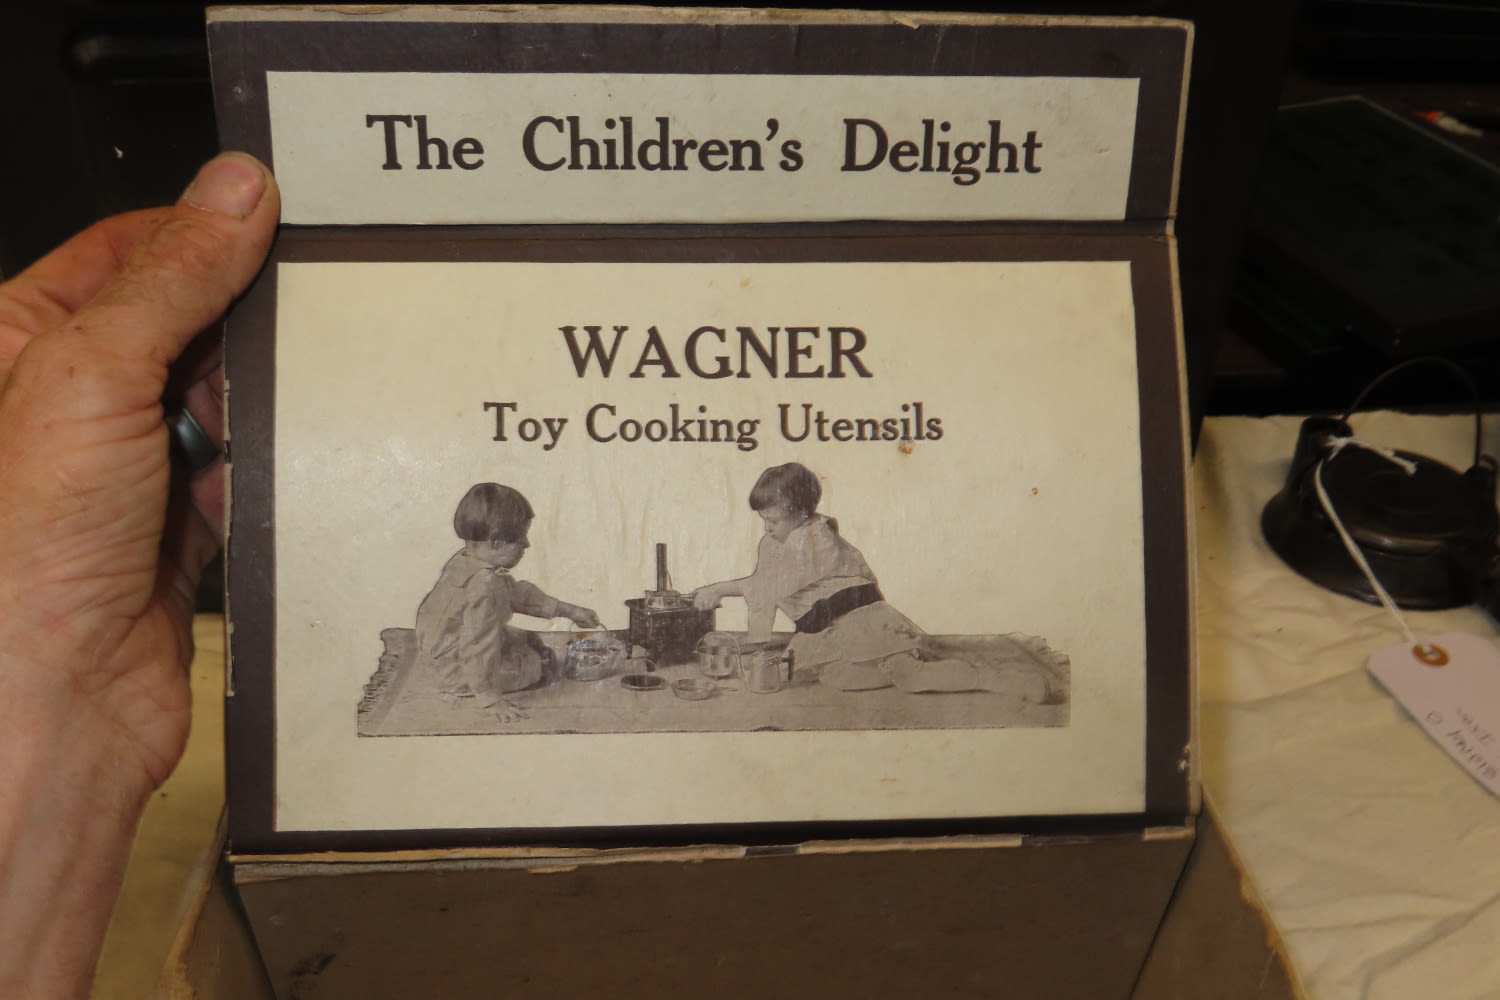 The Children's Delight
WAGNER
Toy Cooking Utensils